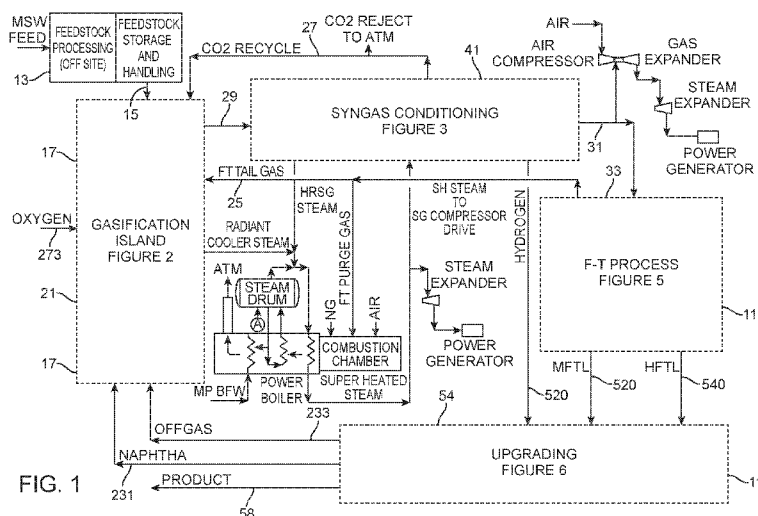 MSW
FEED
13
FEEDSTOCK
PROCESSING
(OFF SITE)
FEEDSTOCK
STORAGE
AND
HANDLING
15
CO2 RECYCLE
27
CO2 REJECT
TO ATM
41
AIR
AIR
COMPRESSOR
GAS
EXPANDER
STEAM
EXPANDER
POWER
GENERATOR
29
SYNGAS CONDITIONING
FIGURE 3
31
33
17
FT TAIL GAS
25
HRSG
STEAM
SH STEAM
TO
SG COMPRESSOR
DRIVE
HYDROGEN
OXYGEN
273
GASIFICATION
ISLAND
FIGURE 2
RADIANT
COOLER STEAM
FT PURGE GAS
F-T PROCESS
FIGURE 5
11
21
ATM
STEAM
DRUM
A
NG
AIR
STEAM
EXPANDER
POWER
GENERATOR
COMBUSTION
CHAMBER
17
MP BFW
POWER
BOILER
SUPER HEATED
STEAM
520
MFTL
520
HFTL
540
54
OFFGAS
233
NAPHTHA
231
UPGRADING
FIGURE 6
11
PRODUCT
58
FIG. 1